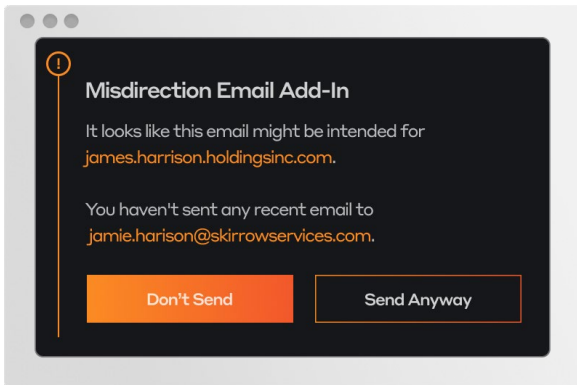 Misdirection Email Add-In
It looks like this email might be intended for
james.harrison.holdingsinc.com.
You haven't sent any recent email to
jamie.harison@skirrowservices.com.
Don't Send
Send Anyway